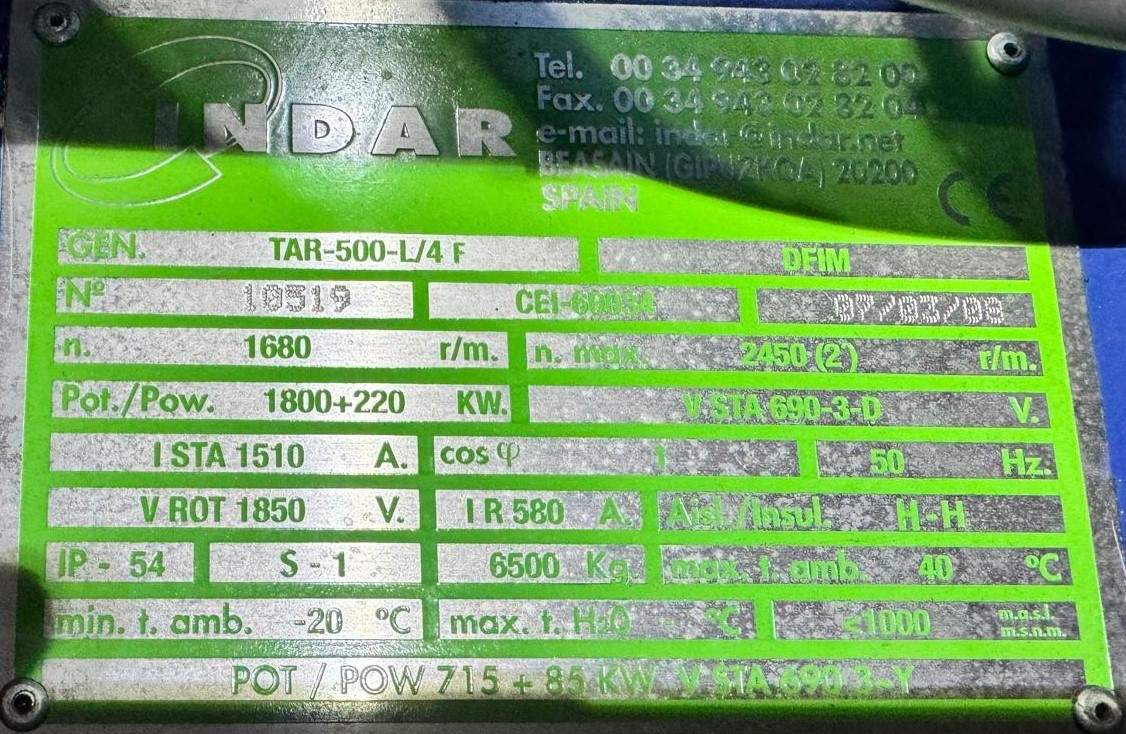 INDAR
Tel. 00 34 943 02 82 00
Fax. 00 34 943 02 82 04
e-mail: indar@indar.net
BEASAIN (GIPUZKOA) 20200
SPAIN
CE
GEN. TAR-500-L/4 F DFIM
Nº 10519 CEI-60034 07/03/08
n. 1680 r/m. n. max. 2450 (2') r/m.
Pot./Pow. 1800+220 KW. V STA 690-3-D V.
I STA 1510 A. cos φ 1 50 Hz.
V ROT 1850 V. I R 580 A. Aisl./Insul. H-H
IP - 54 S - 1 6500 Kg. max. t. amb. 40 ºC
min. t. amb. -20 ºC max. t. H₂O - ºC <1000 m.a.s.l. m.s.n.m.
POT / POW 715 + 85 KW V STA 690 3-Y